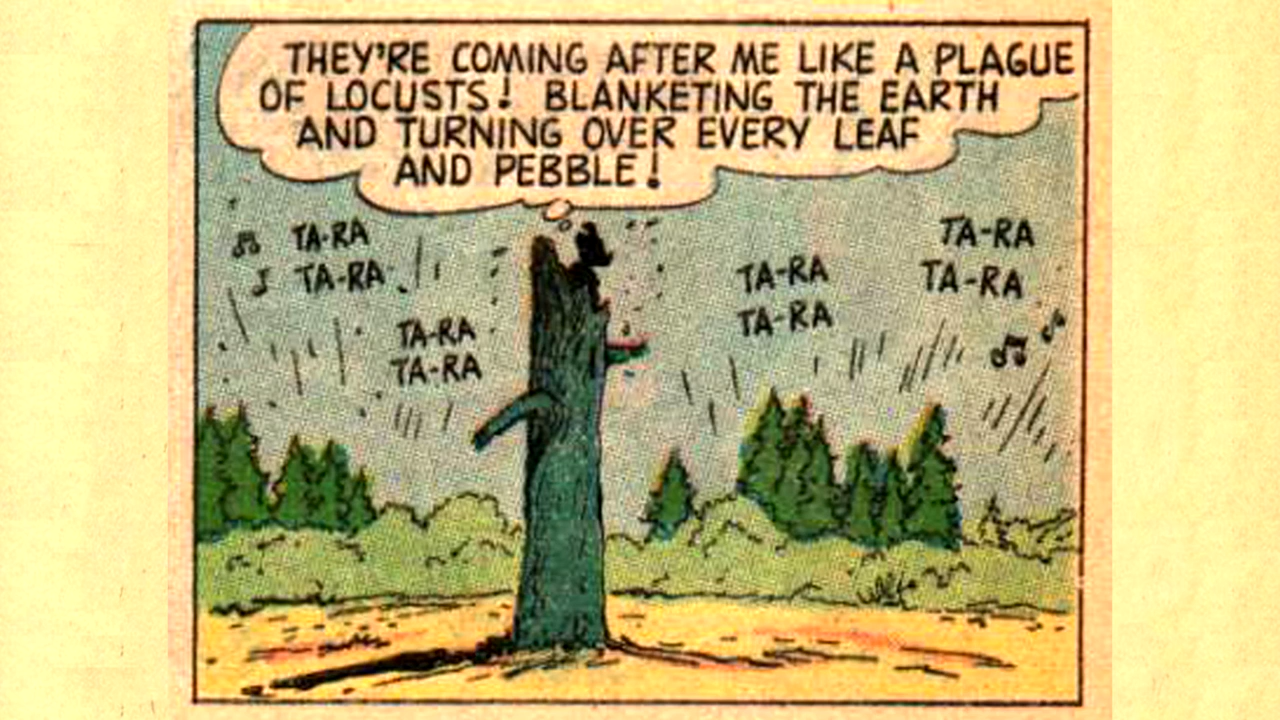 THEY'RE COMING AFTER ME LIKE A PLAGUE
OF LOCUSTS! BLANKETING THE EARTH
AND TURNING OVER EVERY LEAF
AND PEBBLE!
TA-RA
TA-RA
TA-RA
TA-RA
TA-RA
TA-RA
TA-RA
TA-RA